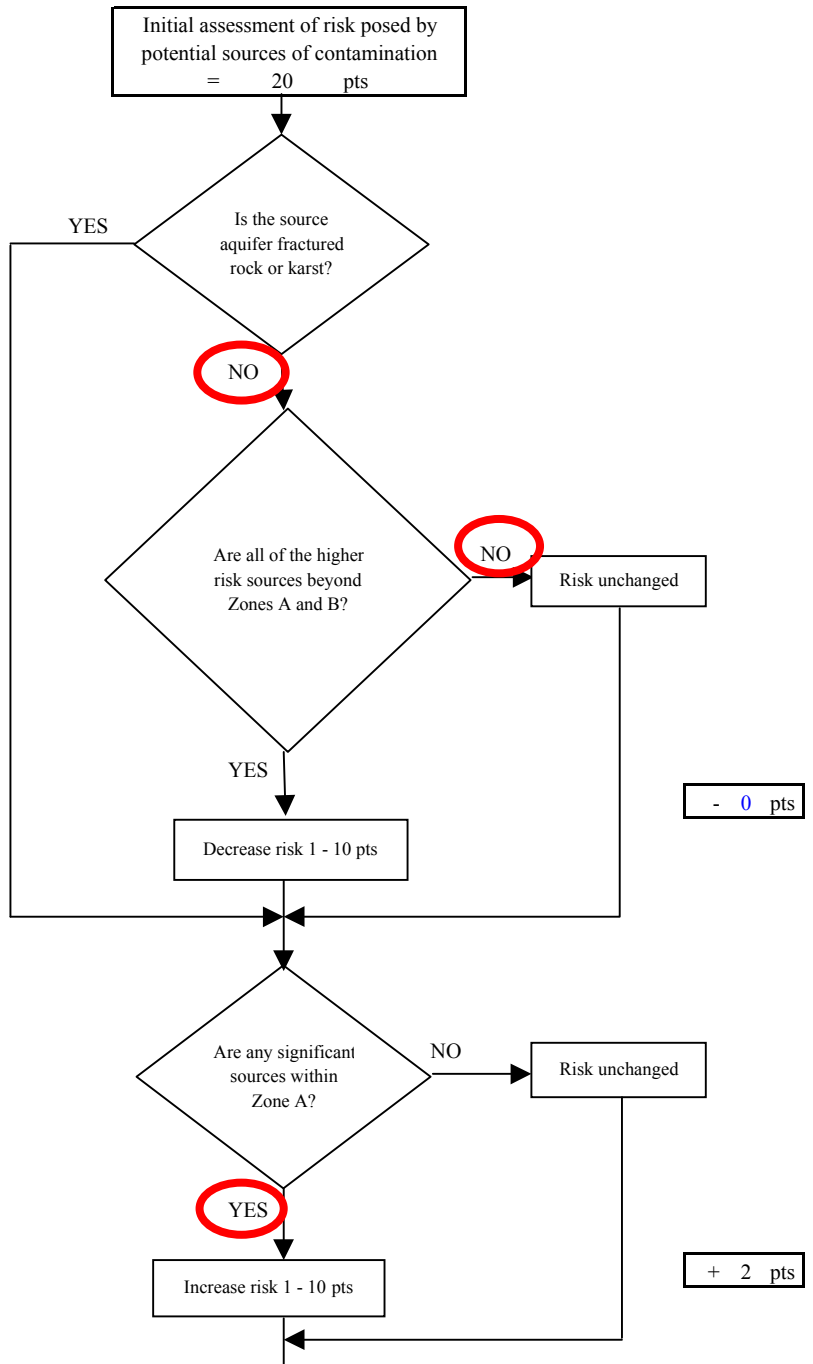 Initial assessment of risk posed by
potential sources of contamination
= 20 pts
YES
Is the source
aquifer fractured
rock or karst?
NO
Are all of the higher
risk sources beyond
Zones A and B?
NO
Risk unchanged
YES
- 0 pts
Decrease risk 1 - 10 pts
Are any significant
sources within
Zone A?
NO
Risk unchanged
YES
+ 2 pts
Increase risk 1 - 10 pts